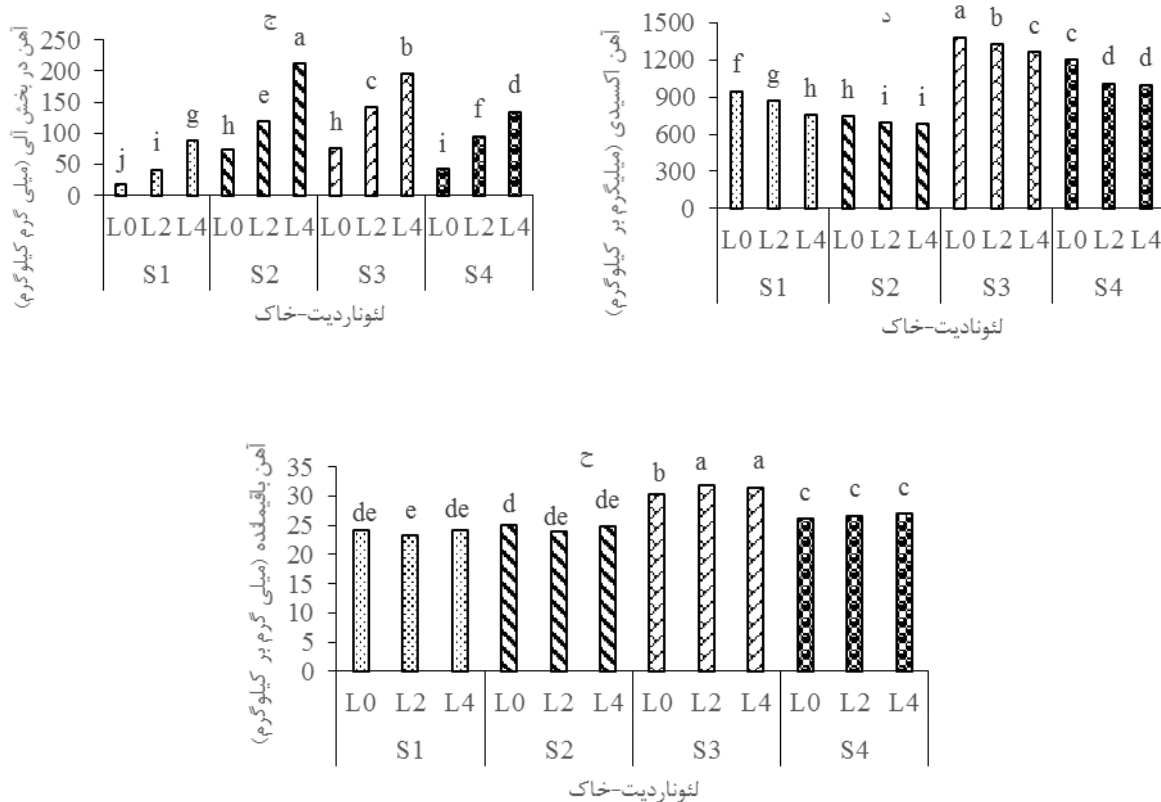 ج
آهن در بخش آلی (میلی گرم کیلوگرم)
250
200
150
100
50
0
j i g h e a h c b i f d
L0 L2 L4 L0 L2 L4 L0 L2 L4 L0 L2 L4
S1 S2 S3 S4
لئوناردیت-خاک
د
آهن اکسیدی (میلیگرم بر کیلوگرم)
1500
1200
900
600
300
0
f g h h i i a b c c d d
L0 L2 L4 L0 L2 L4 L0 L2 L4 L0 L2 L4
S1 S2 S3 S4
لئونادیت-خاک
ح
آهن باقیمانده (میلی گرم بر کیلوگرم)
35
30
25
20
15
10
5
0
de e de d de de b a a c c c
L0 L2 L4 L0 L2 L4 L0 L2 L4 L0 L2 L4
S1 S2 S3 S4
لئوناردیت-خاک